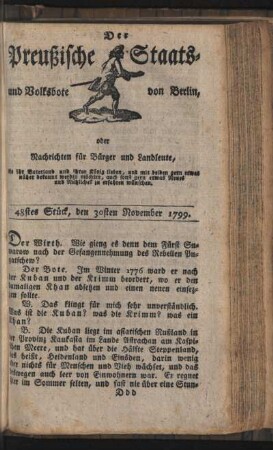 Der
Preußische Staats-
und Volksbote von Berlin,
oder
Nachrichten für Bürger und Landleute,
die ihr Vaterland und ihren König lieben, und mit beiden gern etwas
näher bekannt werden möchten, auch sonst gern etwas Neues
und Nützliches zu erfahren wünschen.
48stes Stück, den 30sten November 1799.
Der Wirth. Wie gieng es denn dem Fürst Su-
warow nach der Gefangennehmung des Rebellen Pu-
gatschew?
Der Bote. Im Winter 1776 ward er nach
der Kuban und der Krimm beordert, wo er den
damaligen Khan absetzen und einen neuen einset-
zen sollte.
W. Das klingt für mich sehr unverständlich.
Was ist die Kuban? was die Krimm? was ein
Khan?
B. Die Kuban liegt im asiatischen Rußland in
der Provinz Kaukasia im Lande Astrachan am Kaspi-
schen Meere, und hat über die Hälfte Steppenland,
das heißt, Heidenland und Einöden, darin wenig
oder nichts für Menschen und Vieh wächset, und das
deswegen auch leer von Einwohnern war. Es regnet
hier im Sommer selten, und fast nie über eine Stun-
Ddd